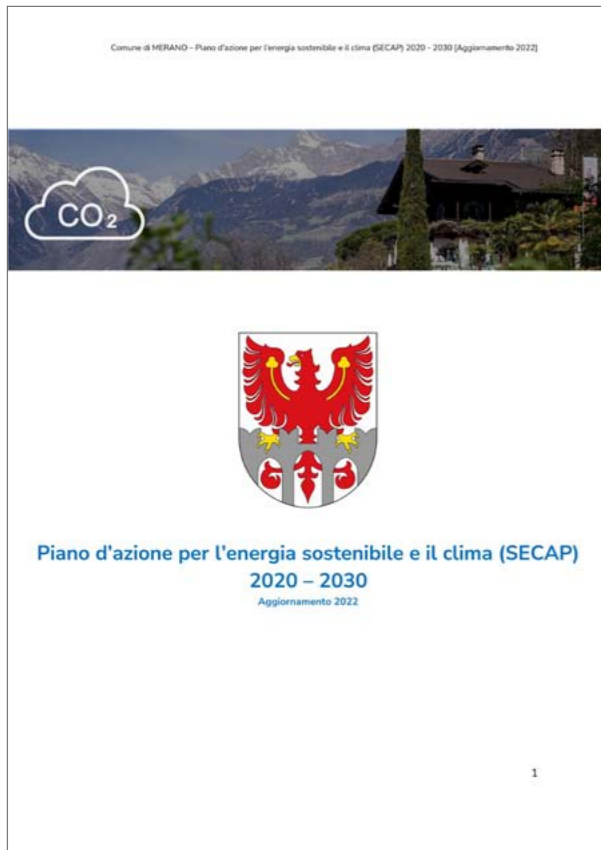 Comune di MERANO – Piano d'azione per l'energia sostenibile e il clima (SECAP) 2020 – 2030 [Aggiornamento 2022]
CO2
Piano d'azione per l'energia sostenibile e il clima (SECAP)
2020 – 2030
Aggiornamento 2022
1